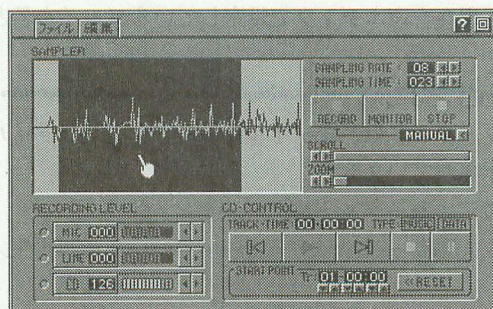 ファイル 編集 ?
SAMPLER
SAMPLING RATE : 08
SAMPLING TIME : 023
RECORD MONITOR STOP
MANUAL
SCROLL
ZOOM
RECORDING LEVEL
MIC 000
LINE 000
CD 126
CD-CONTROL
TRACK-TIME 00-00:00 TYPE MUSIC DATA
START POINT Tr 01-00:00 RESET